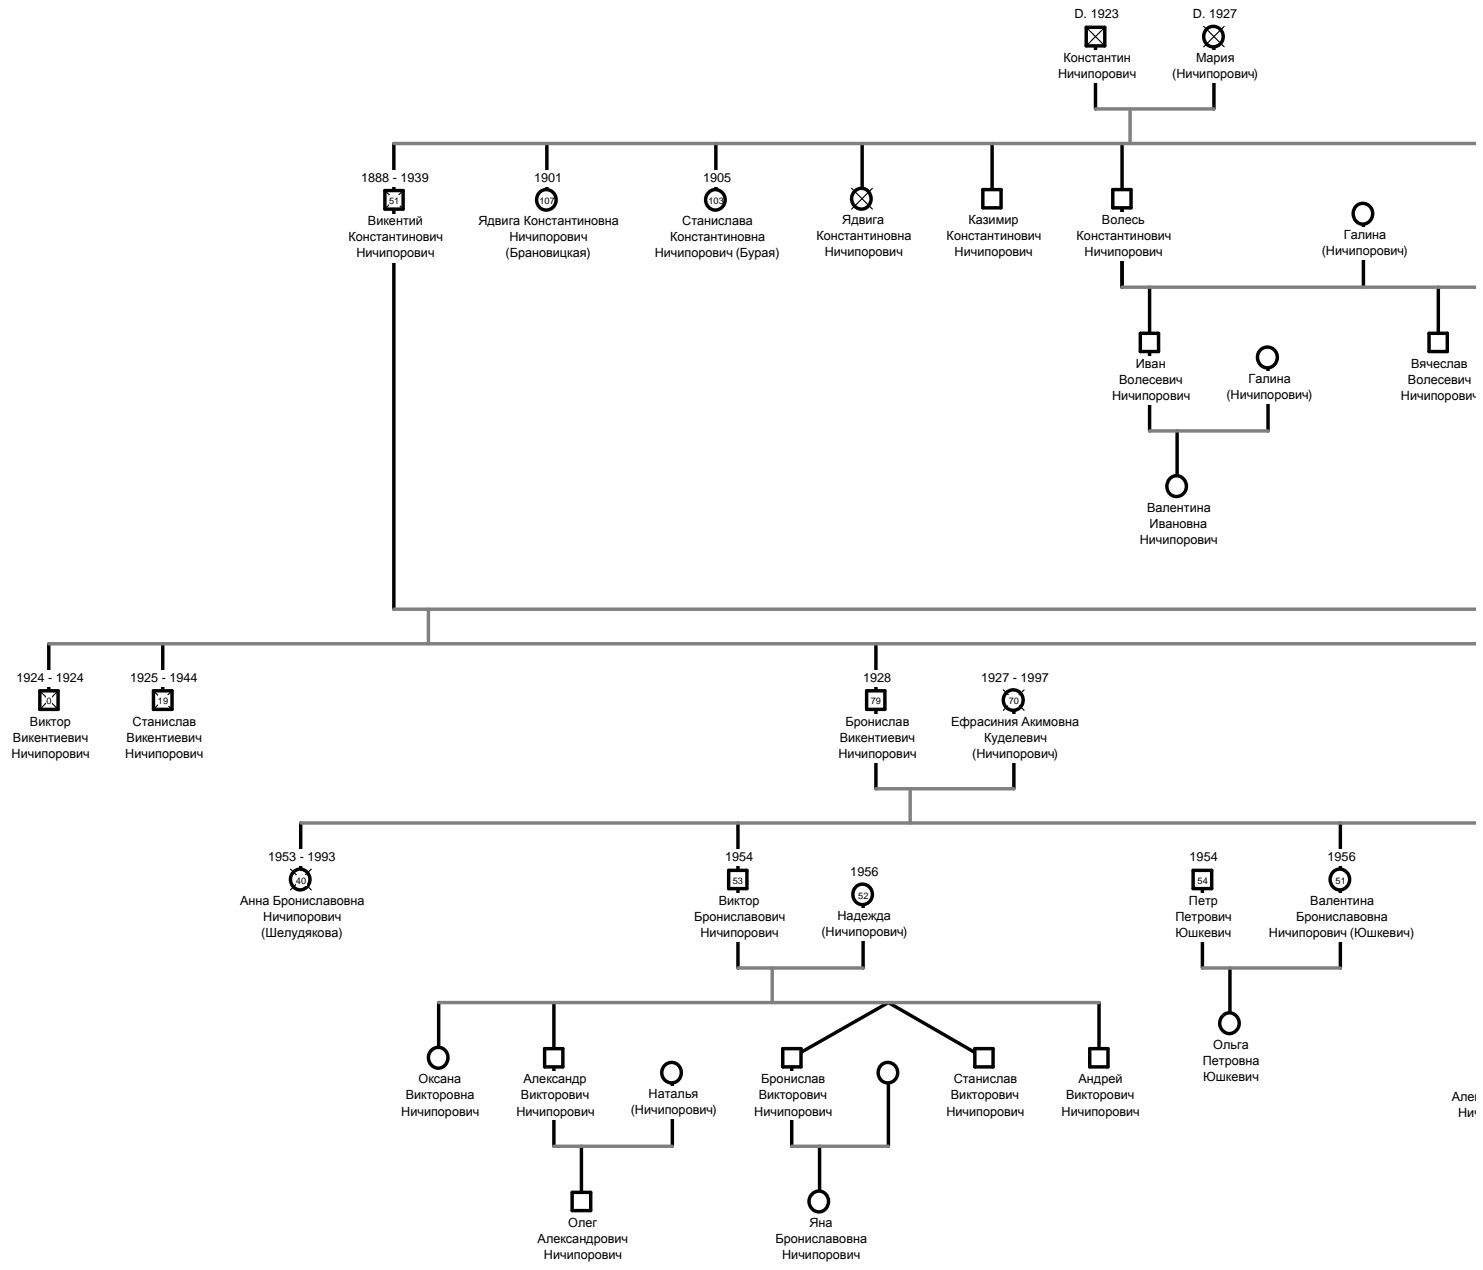 D. 1923
Константин
Ничипорович
D. 1927
Мария
(Ничипорович)
1888 - 1939
51
Викентий
Константинович
Ничипорович
1901
107
Ядвига Константиновна
Ничипорович
(Брановицкая)
1905
103
Станислава
Константиновна
Ничипорович (Бурая)
Ядвига
Константиновна
Ничипорович
Казимир
Константинович
Ничипорович
Волесь
Константинович
Ничипорович
Галина
(Ничипорович)
Иван
Волесевич
Ничипорович
Галина
(Ничипорович)
Вячеслав
Волесевич
Ничипорович
Валентина
Ивановна
Ничипорович
1924 - 1924
0
Виктор
Викентиевич
Ничипорович
1925 - 1944
19
Станислав
Викентиевич
Ничипорович
1928
79
Бронислав
Викентиевич
Ничипорович
1927 - 1997
70
Ефрасиния Акимовна
Куделевич
(Ничипорович)
1953 - 1993
40
Анна Брониславовна
Ничипорович
(Шелудякова)
1954
53
Виктор
Брониславович
Ничипорович
1956
52
Надежда
(Ничипорович)
1954
54
Петр
Петрович
Юшкевич
1956
51
Валентина
Брониславовна
Ничипорович (Юшкевич)
Оксана
Викторовна
Ничипорович
Александр
Викторович
Ничипорович
Наталья
(Ничипорович)
Бронислав
Викторович
Ничипорович
Станислав
Викторович
Ничипорович
Андрей
Викторович
Ничипорович
Ольга
Петровна
Юшкевич
Олег
Александрович
Ничипорович
Яна
Брониславовна
Ничипорович